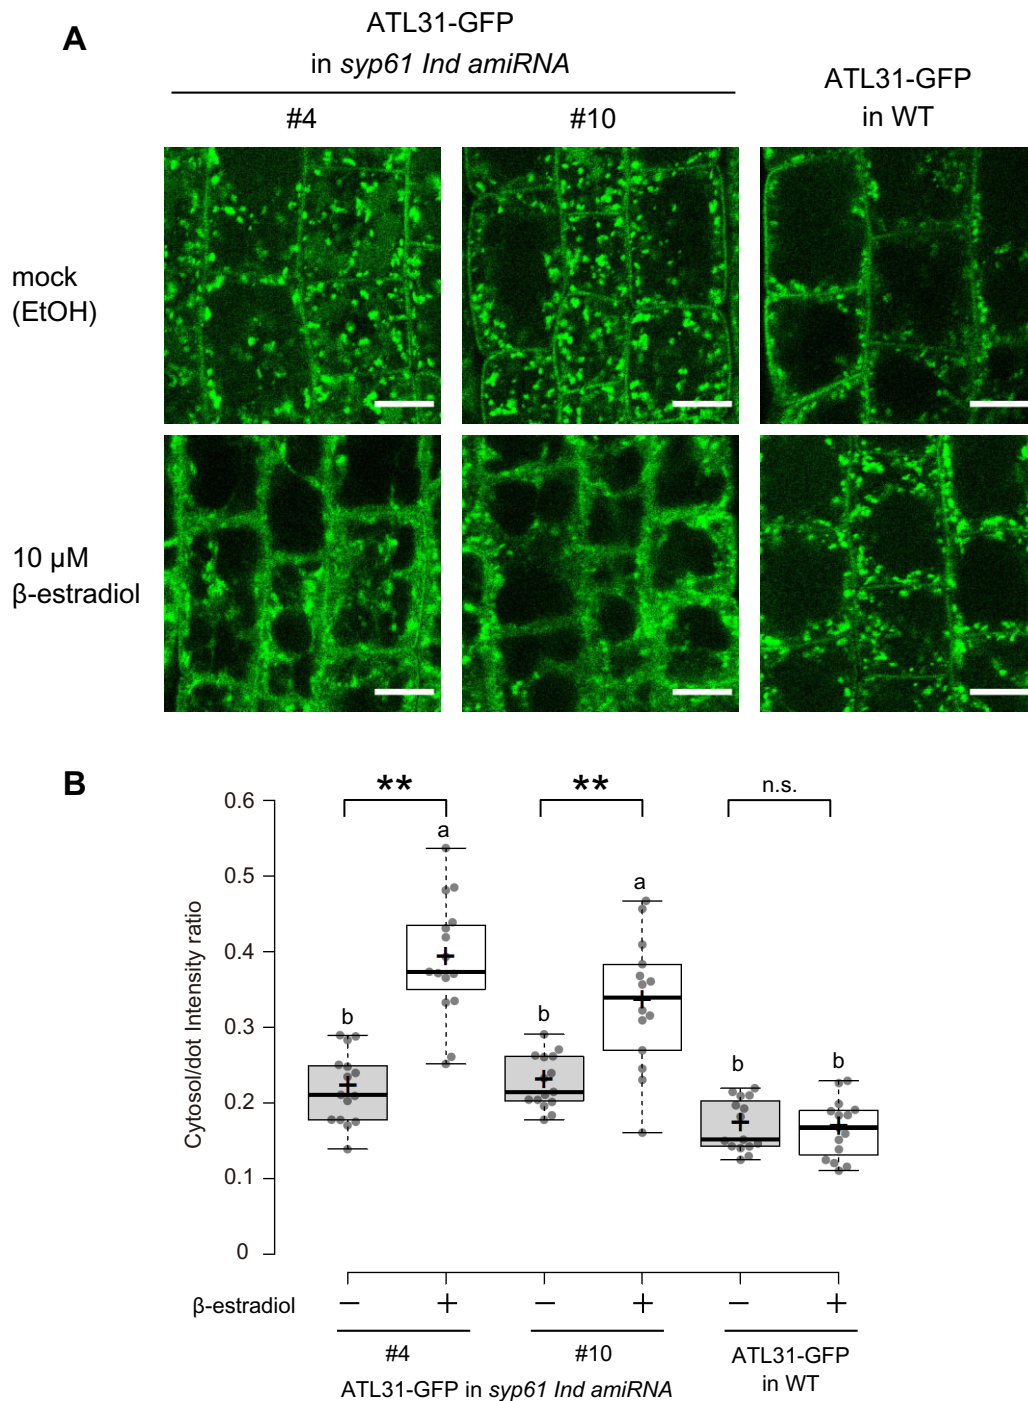 A
ATL31-GFP
in syp61 Ind amiRNA
ATL31-GFP
in WT
#4
#10
mock
(EtOH)
10 µM
β-estradiol
B
** ** n.s.
0.6
0.5
0.4
0.3
0.2
0.1
0
Cytosol/dot Intensity ratio
b a b a b b
β-estradiol − + − + − +
#4 #10
ATL31-GFP in syp61 Ind amiRNA
ATL31-GFP
in WT